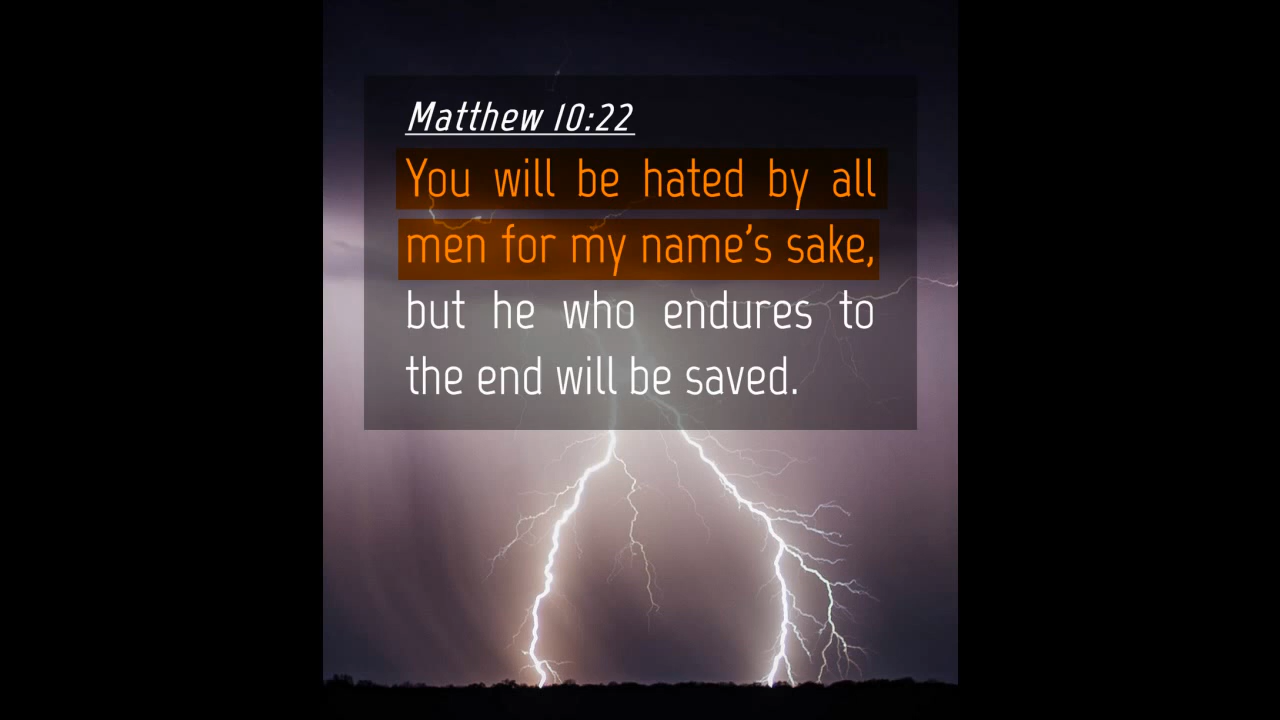 Matthew 10:22
You will be hated by all
men for my name's sake,
but he who endures to
the end will be saved.